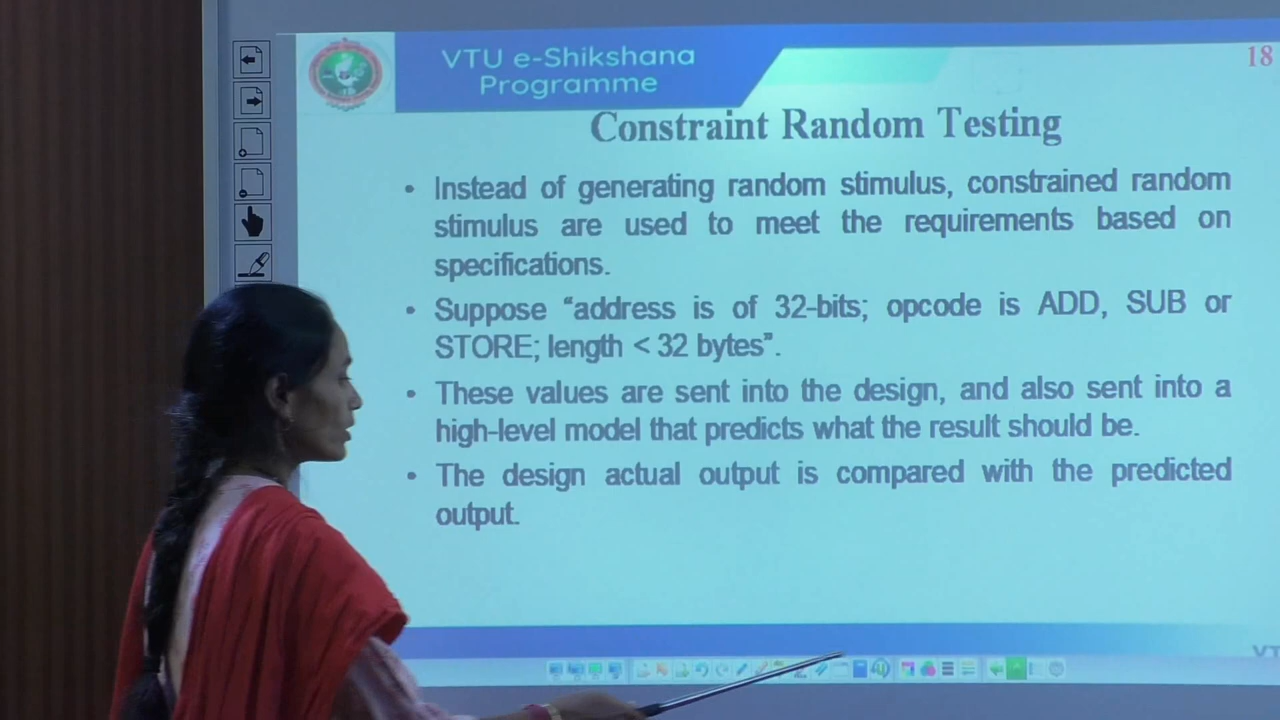 VTU e-Shikshana
Programme
18
Constraint Random Testing
• Instead of generating random stimulus, constrained random
stimulus are used to meet the requirements based on
specifications.
• Suppose “address is of 32-bits; opcode is ADD, SUB or
STORE; length < 32 bytes”.
• These values are sent into the design, and also sent into a
high-level model that predicts what the result should be.
• The design actual output is compared with the predicted
output.
VT